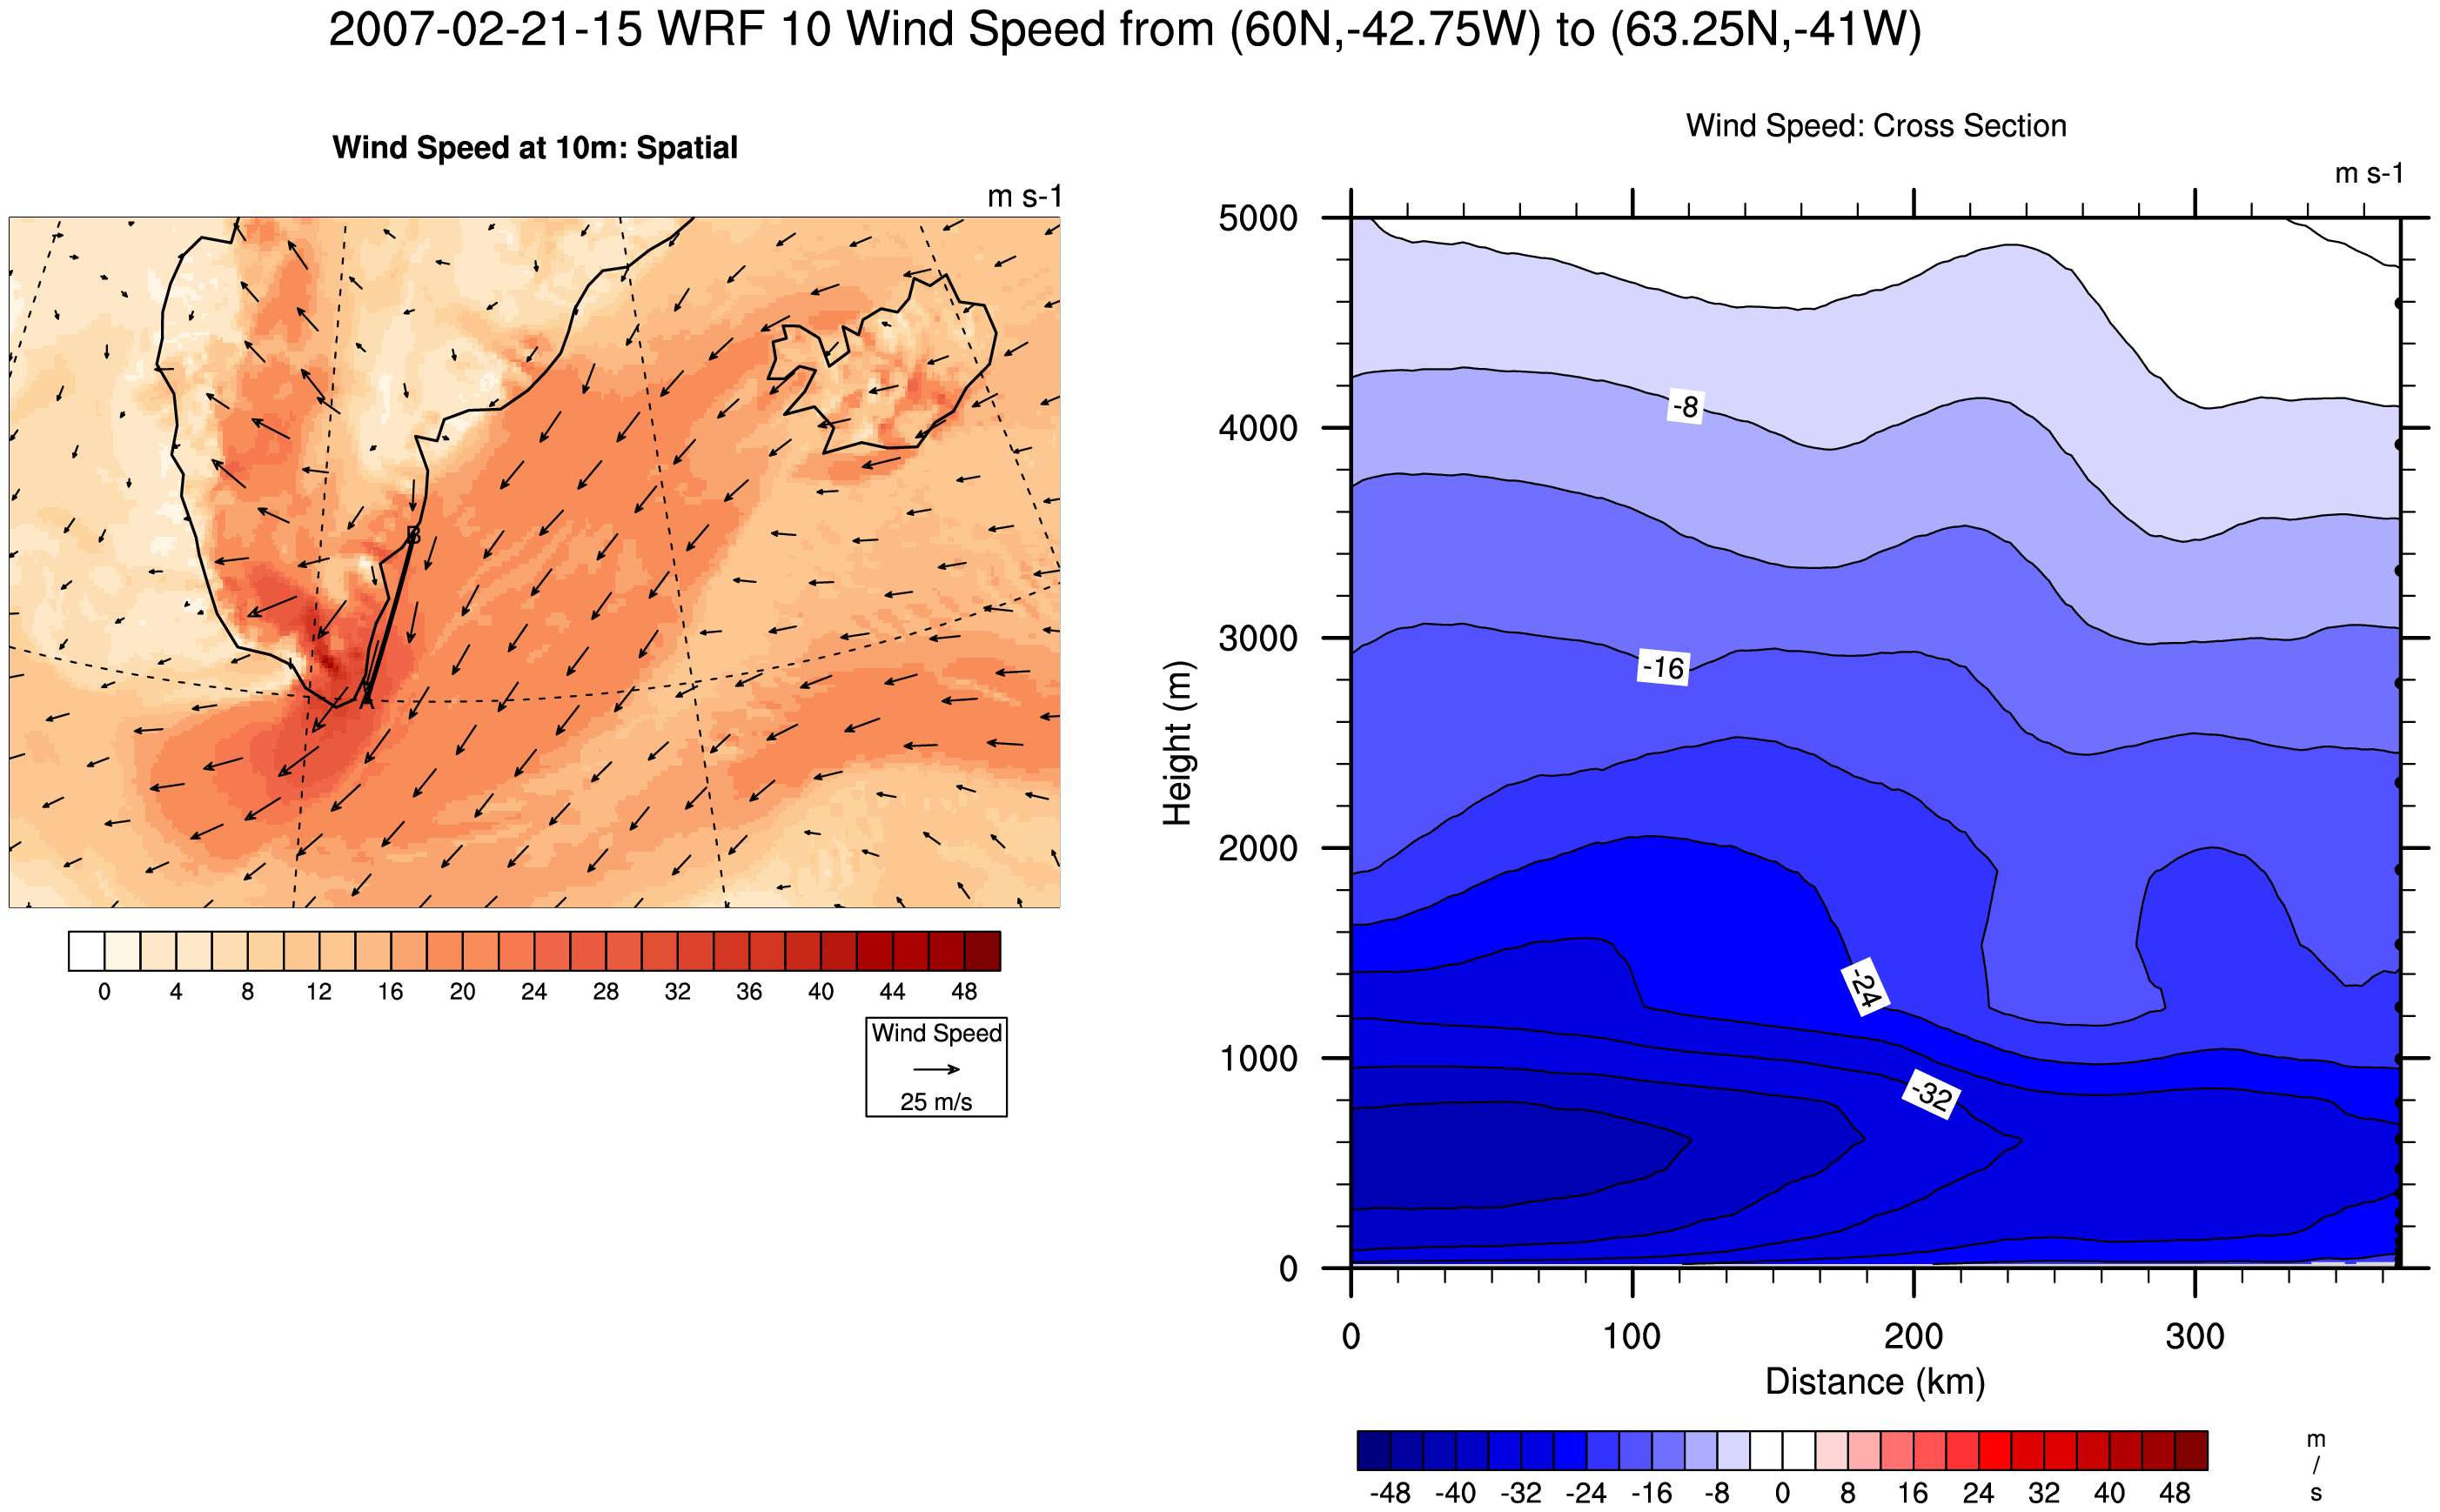 2007-02-21-15 WRF 10 Wind Speed from (60N,-42.75W) to (63.25N,-41W)
Wind Speed at 10m: Spatial
m s-1
B
A
0 4 8 12 16 20 24 28 32 36 40 44 48
Wind Speed
25 m/s
Wind Speed: Cross Section
m s-1
5000
4000
3000
2000
1000
0
Height (m)
-8
-16
-24
-32
0 100 200 300
Distance (km)
-48 -40 -32 -24 -16 -8 0 8 16 24 32 40 48
m
/
s